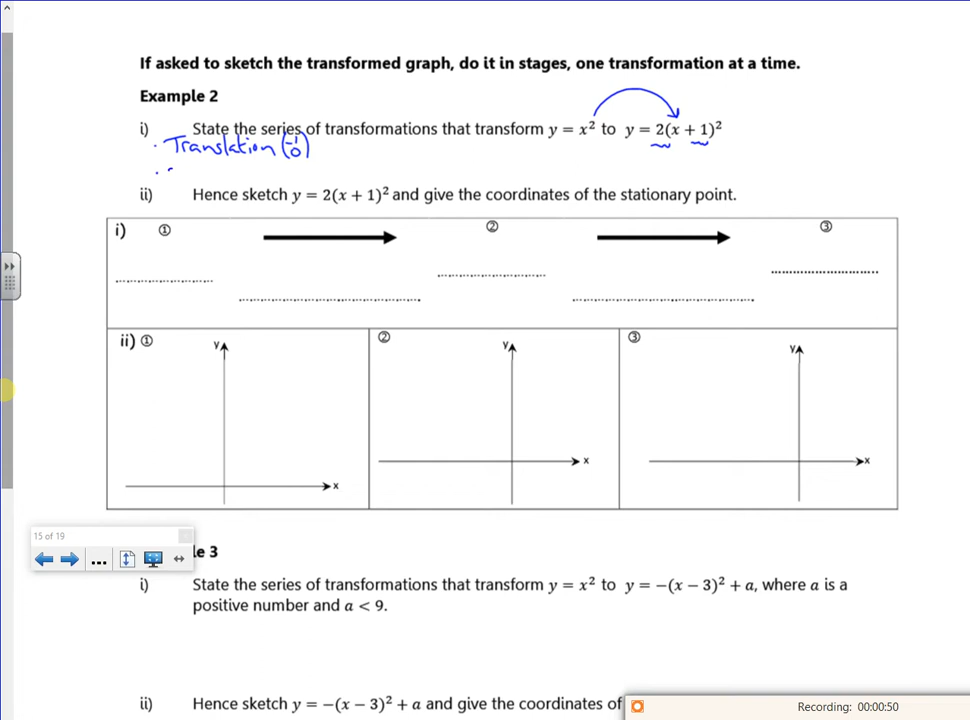 If asked to sketch the transformed graph, do it in stages, one transformation at a time.
Example 2
i) State the series of transformations that transform y = x² to y = 2(x + 1)²
· Translation (-1 0)
ii) Hence sketch y = 2(x + 1)² and give the coordinates of the stationary point.
i) ① ② ③
ii) ① y x ② y x ③ y x
15 of 19
le 3
i) State the series of transformations that transform y = x² to y = −(x − 3)² + a, where a is a
positive number and a < 9.
ii) Hence sketch y = −(x − 3)² + a and give the coordinates of
Recording: 00:00:50